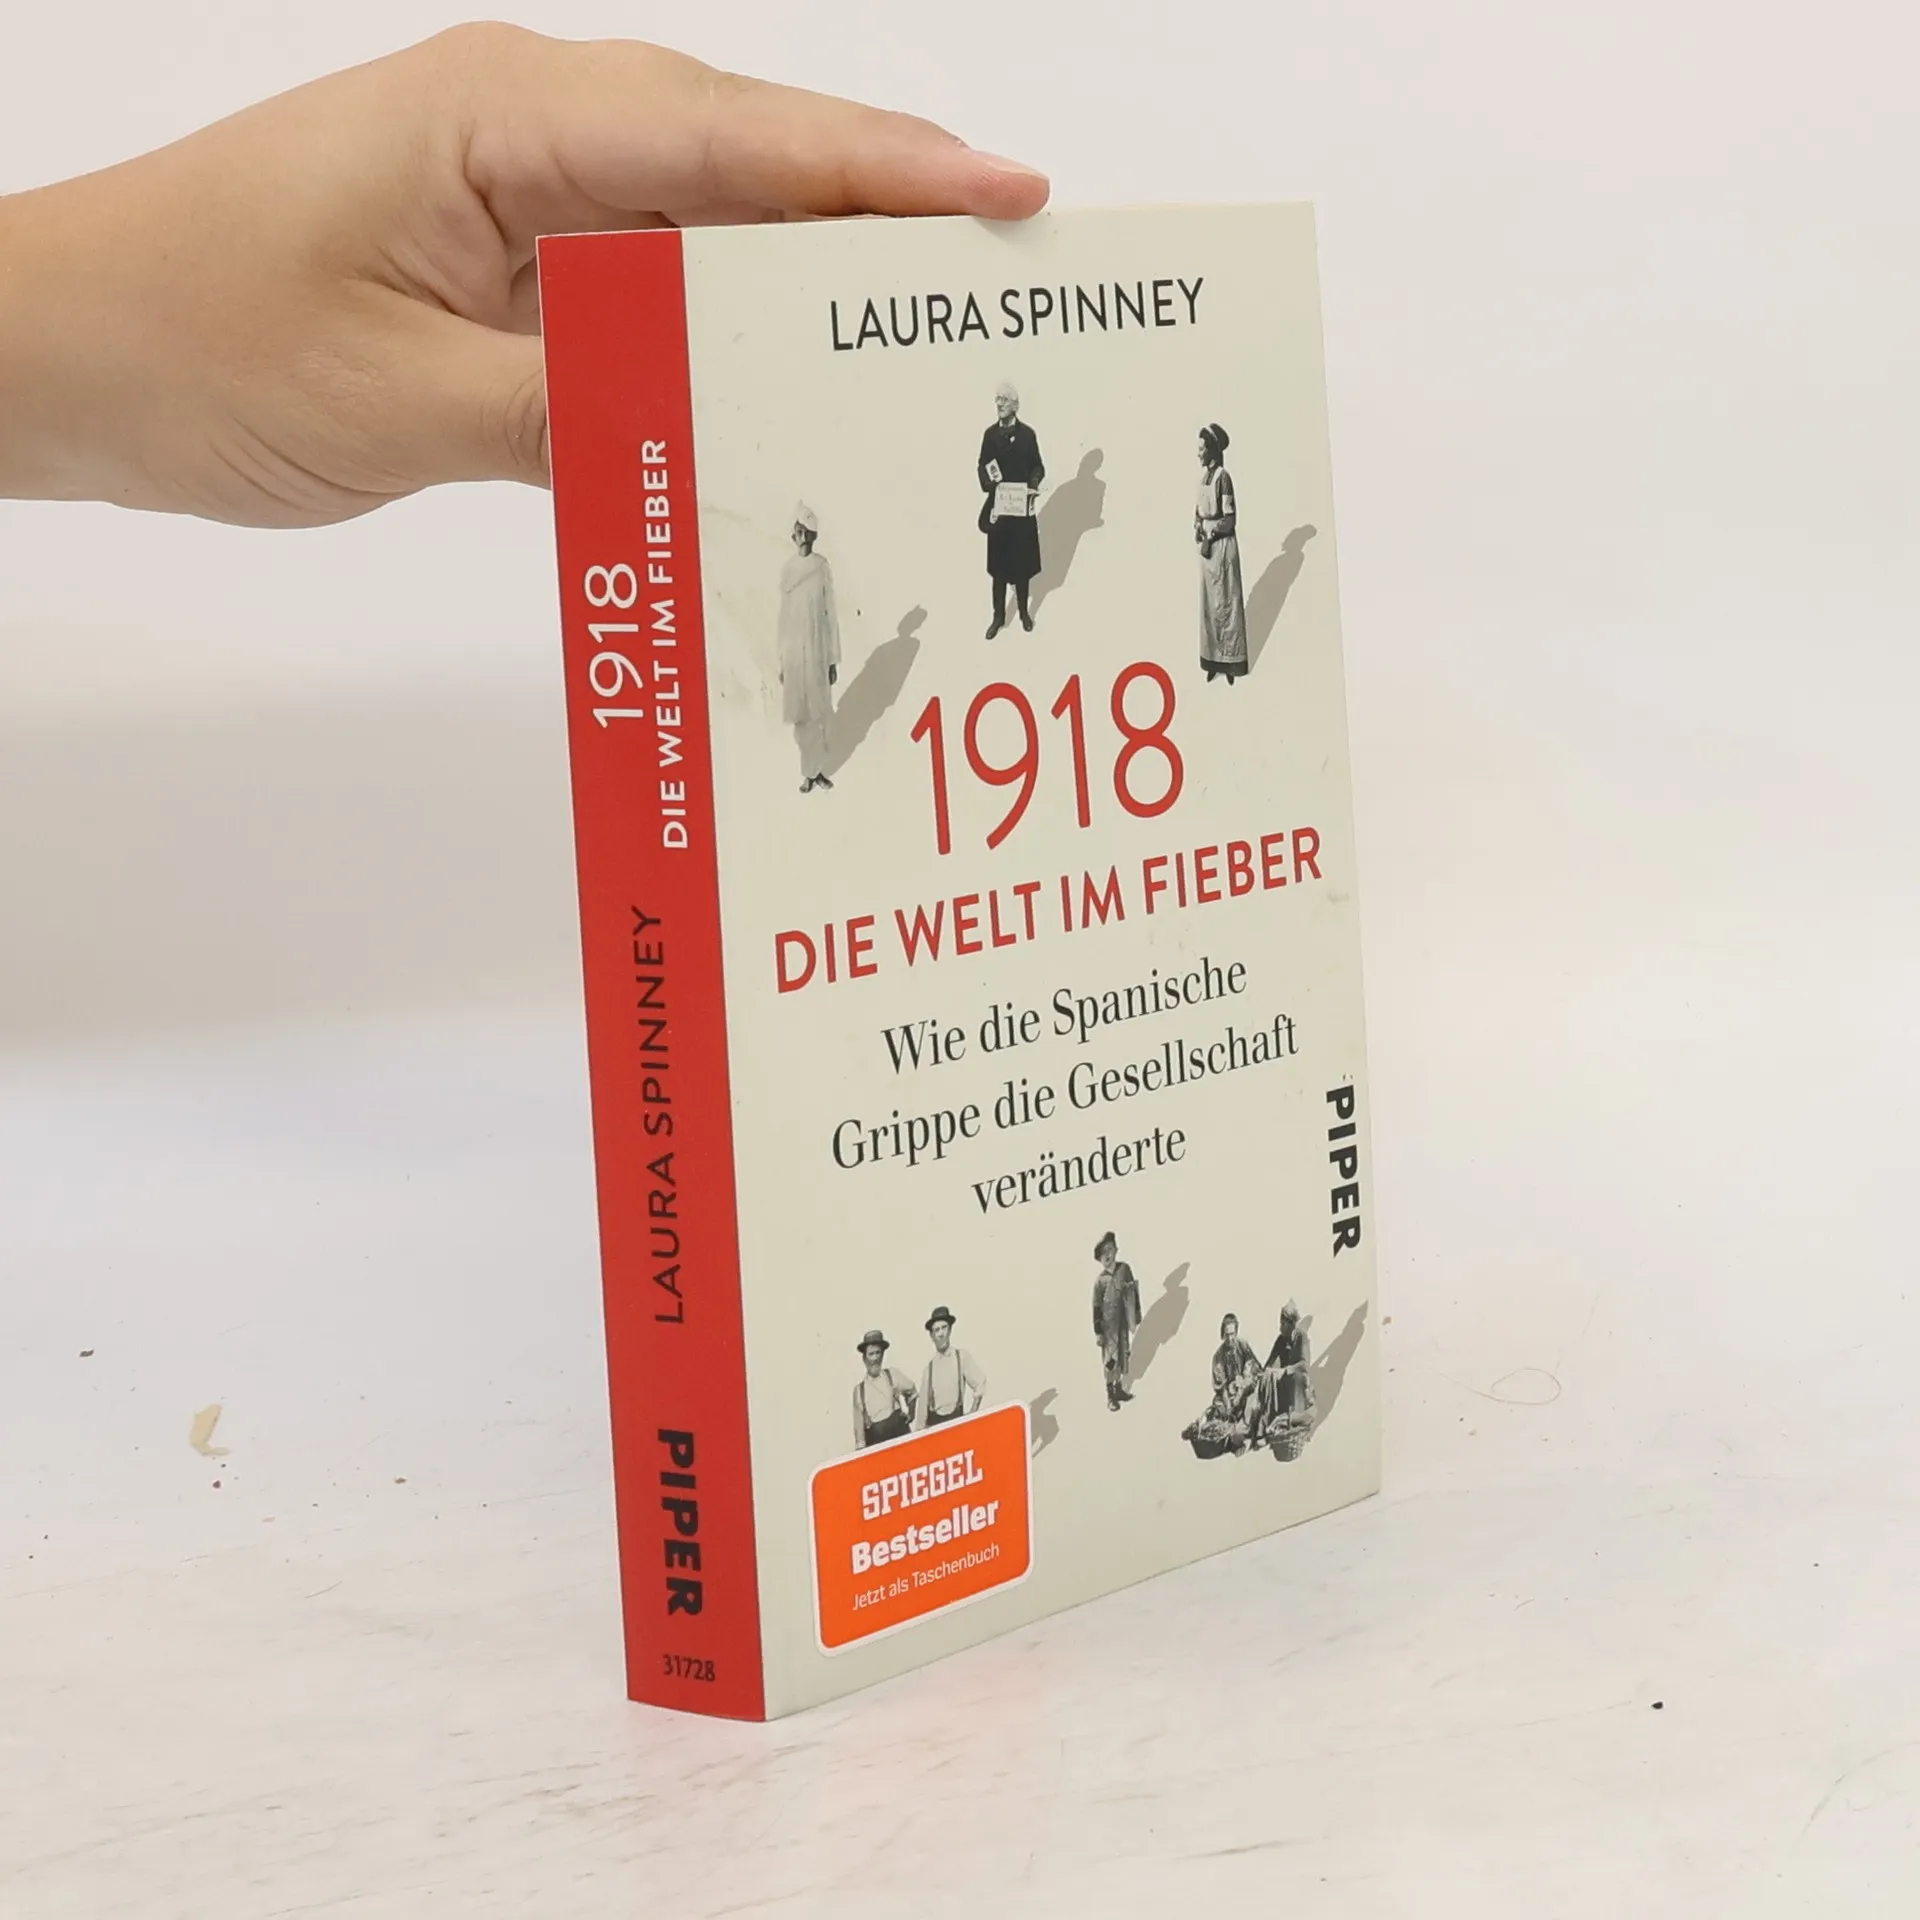 1918
DIE WELT IM FIEBER
LAURA SPINNEY
PIPER
31728
LAURA SPINNEY
1918
DIE WELT IM FIEBER
Wie die Spanische
Grippe die Gesellschaft
veränderte
PIPER
SPIEGEL
Bestseller
Jetzt als Taschenbuch